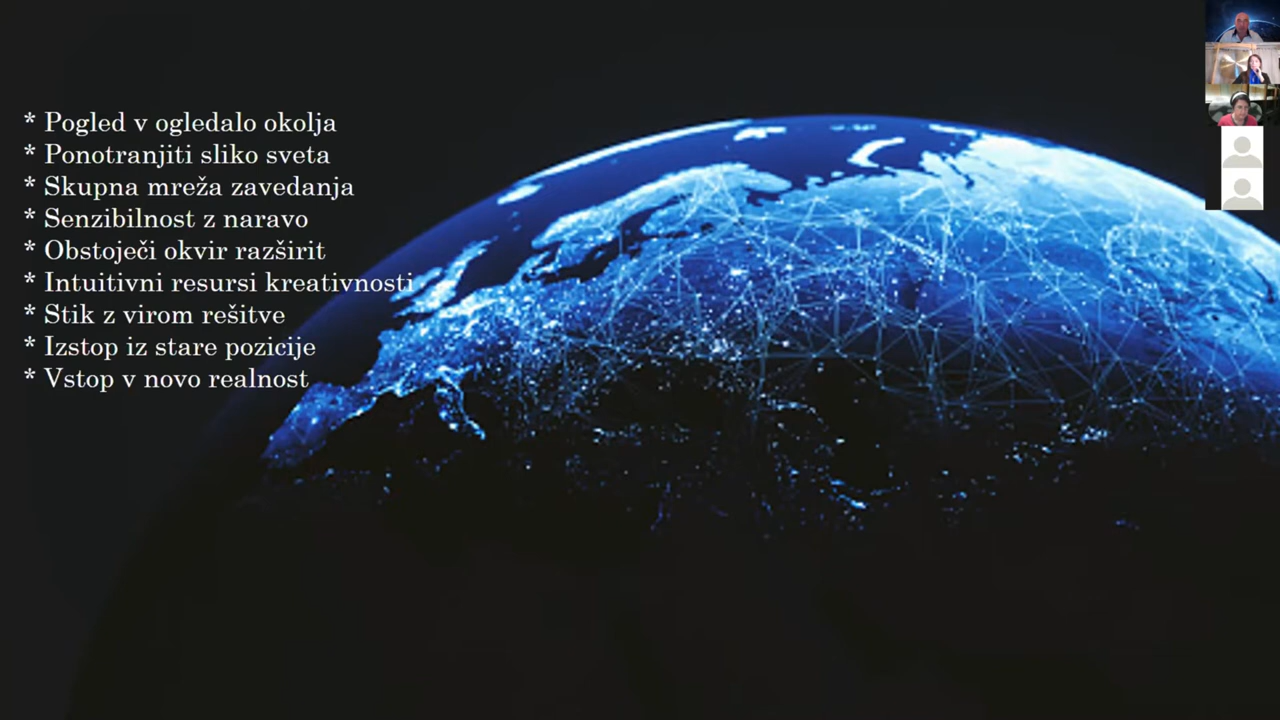 * Pogled v ogledalo okolja
* Ponotranjiti sliko sveta
* Skupna mreža zavedanja
* Senzibilnost z naravo
* Obstoječi okvir razširit
* Intuitivni resursi kreativnosti
* Stik z virom rešitve
* Izstop iz stare pozicije
* Vstop v novo realnost